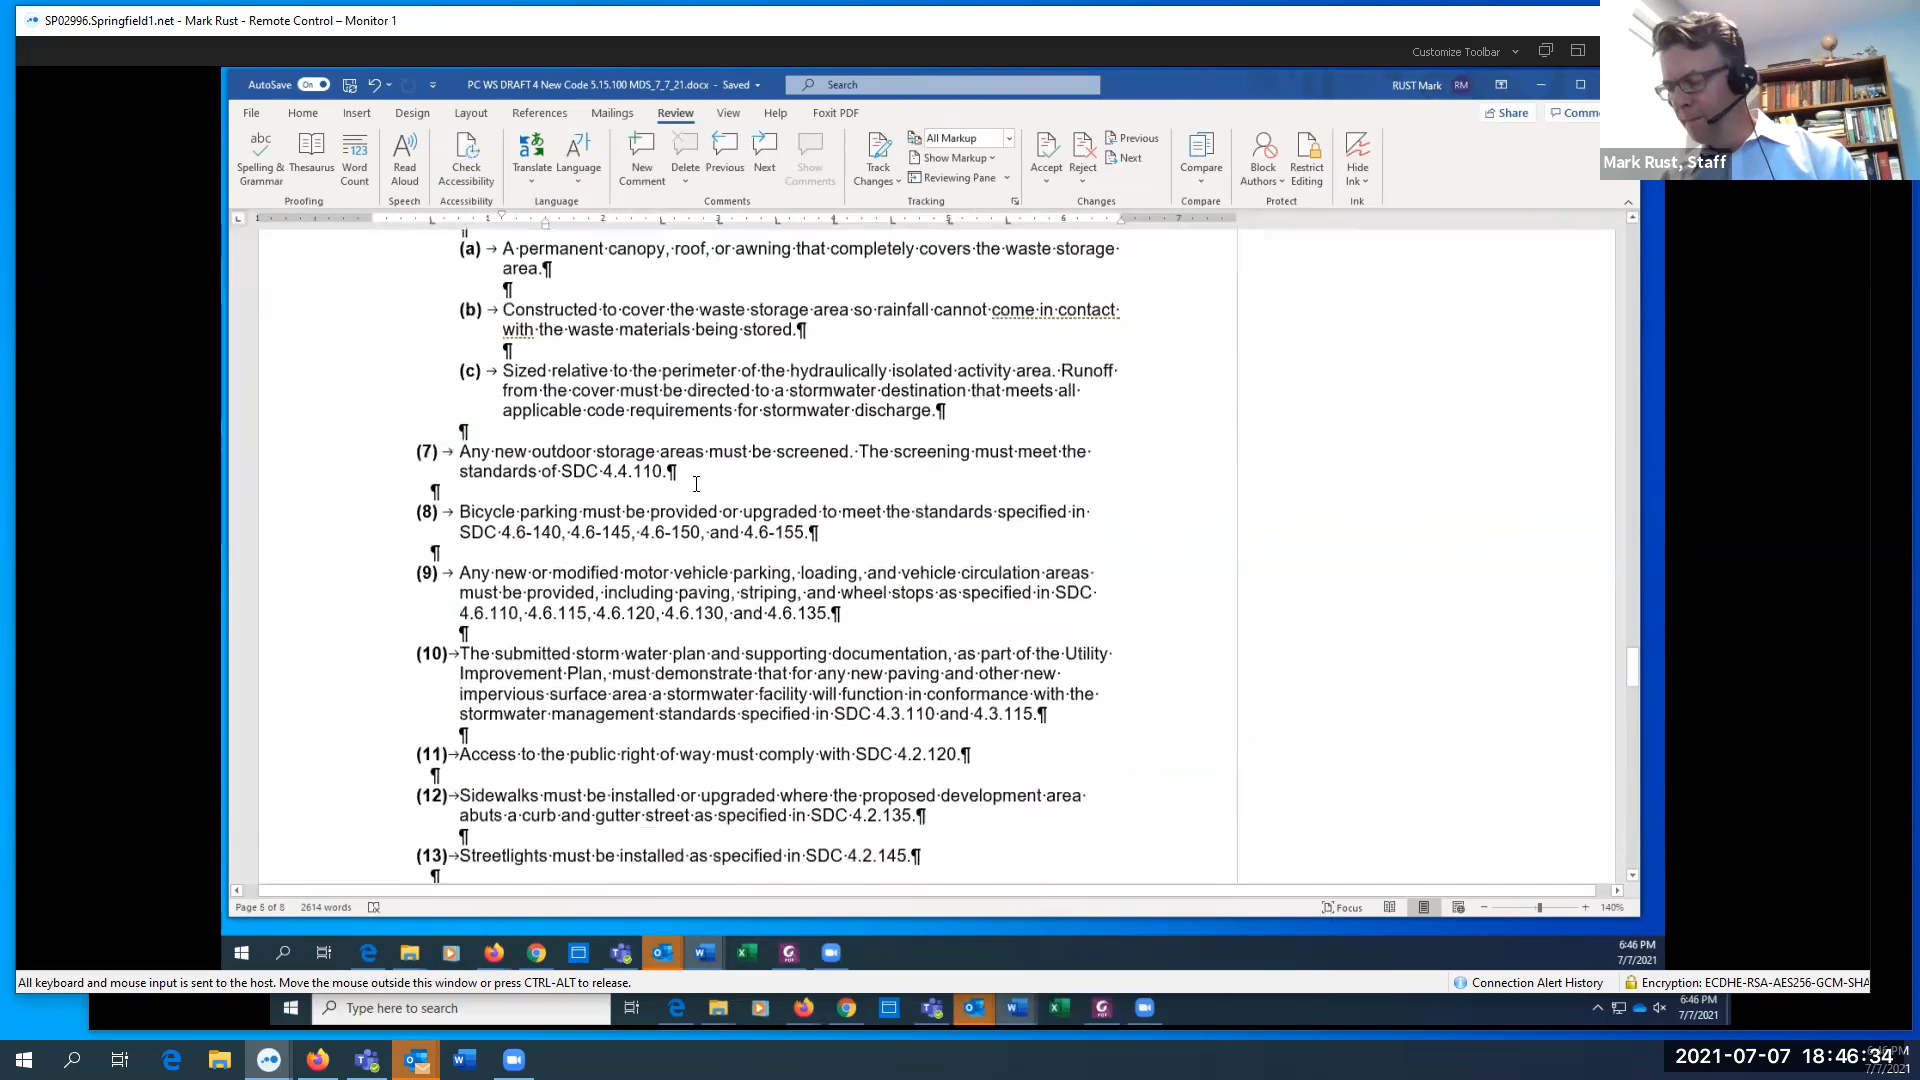 SP02996.Springfield1.net - Mark Rust - Remote Control – Monitor 1
Customize Toolbar
AutoSave On
PC WS DRAFT 4 New Code 5.15.100 MDS_7_7_21.docx - Saved
Search
RUST Mark RM
File Home Insert Design Layout References Mailings Review View Help Foxit PDF
Share Comme
Mark Rust, Staff
Spelling & Grammar
Thesaurus
Word Count
Read Aloud
Check Accessibility
Translate
Language
New Comment
Delete
Previous
Next
Show Comments
Track Changes
All Markup
Show Markup
Reviewing Pane
Accept
Reject
Previous
Next
Compare
Block Authors
Restrict Editing
Hide Ink
Proofing Speech Accessibility Language Comments Tracking Changes Compare Protect Ink
1 1 2 3 4 5 6 7
(a) → A permanent canopy, roof, or awning that completely covers the waste storage
area.¶
¶
(b) → Constructed to cover the waste storage area so rainfall cannot come in contact
with the waste materials being stored.¶
¶
(c) → Sized relative to the perimeter of the hydraulically isolated activity area. Runoff
from the cover must be directed to a stormwater destination that meets all
applicable code requirements for stormwater discharge.¶
¶
(7) → Any new outdoor storage areas must be screened. The screening must meet the
standards of SDC 4.4.110.¶
¶
(8) → Bicycle parking must be provided or upgraded to meet the standards specified in
SDC 4.6-140, 4.6-145, 4.6-150, and 4.6-155.¶
¶
(9) → Any new or modified motor vehicle parking, loading, and vehicle circulation areas
must be provided, including paving, striping, and wheel stops as specified in SDC
4.6.110, 4.6.115, 4.6.120, 4.6.130, and 4.6.135.¶
¶
(10)→The submitted storm water plan and supporting documentation, as part of the Utility
Improvement Plan, must demonstrate that for any new paving and other new
impervious surface area a stormwater facility will function in conformance with the
stormwater management standards specified in SDC 4.3.110 and 4.3.115.¶
¶
(11)→Access to the public right of way must comply with SDC 4.2.120.¶
¶
(12)→Sidewalks must be installed or upgraded where the proposed development area
abuts a curb and gutter street as specified in SDC 4.2.135.¶
¶
(13)→Streetlights must be installed as specified in SDC 4.2.145.¶
¶
Page 5 of 8 2614 words
Focus
140%
6:46 PM
7/7/2021
All keyboard and mouse input is sent to the host. Move the mouse outside this window or press CTRL-ALT to release.
Connection Alert History
Encryption: ECDHE-RSA-AES256-GCM-SHA
Type here to search
6:46 PM
7/7/2021
2021-07-07 18:46:34
7/7/2021